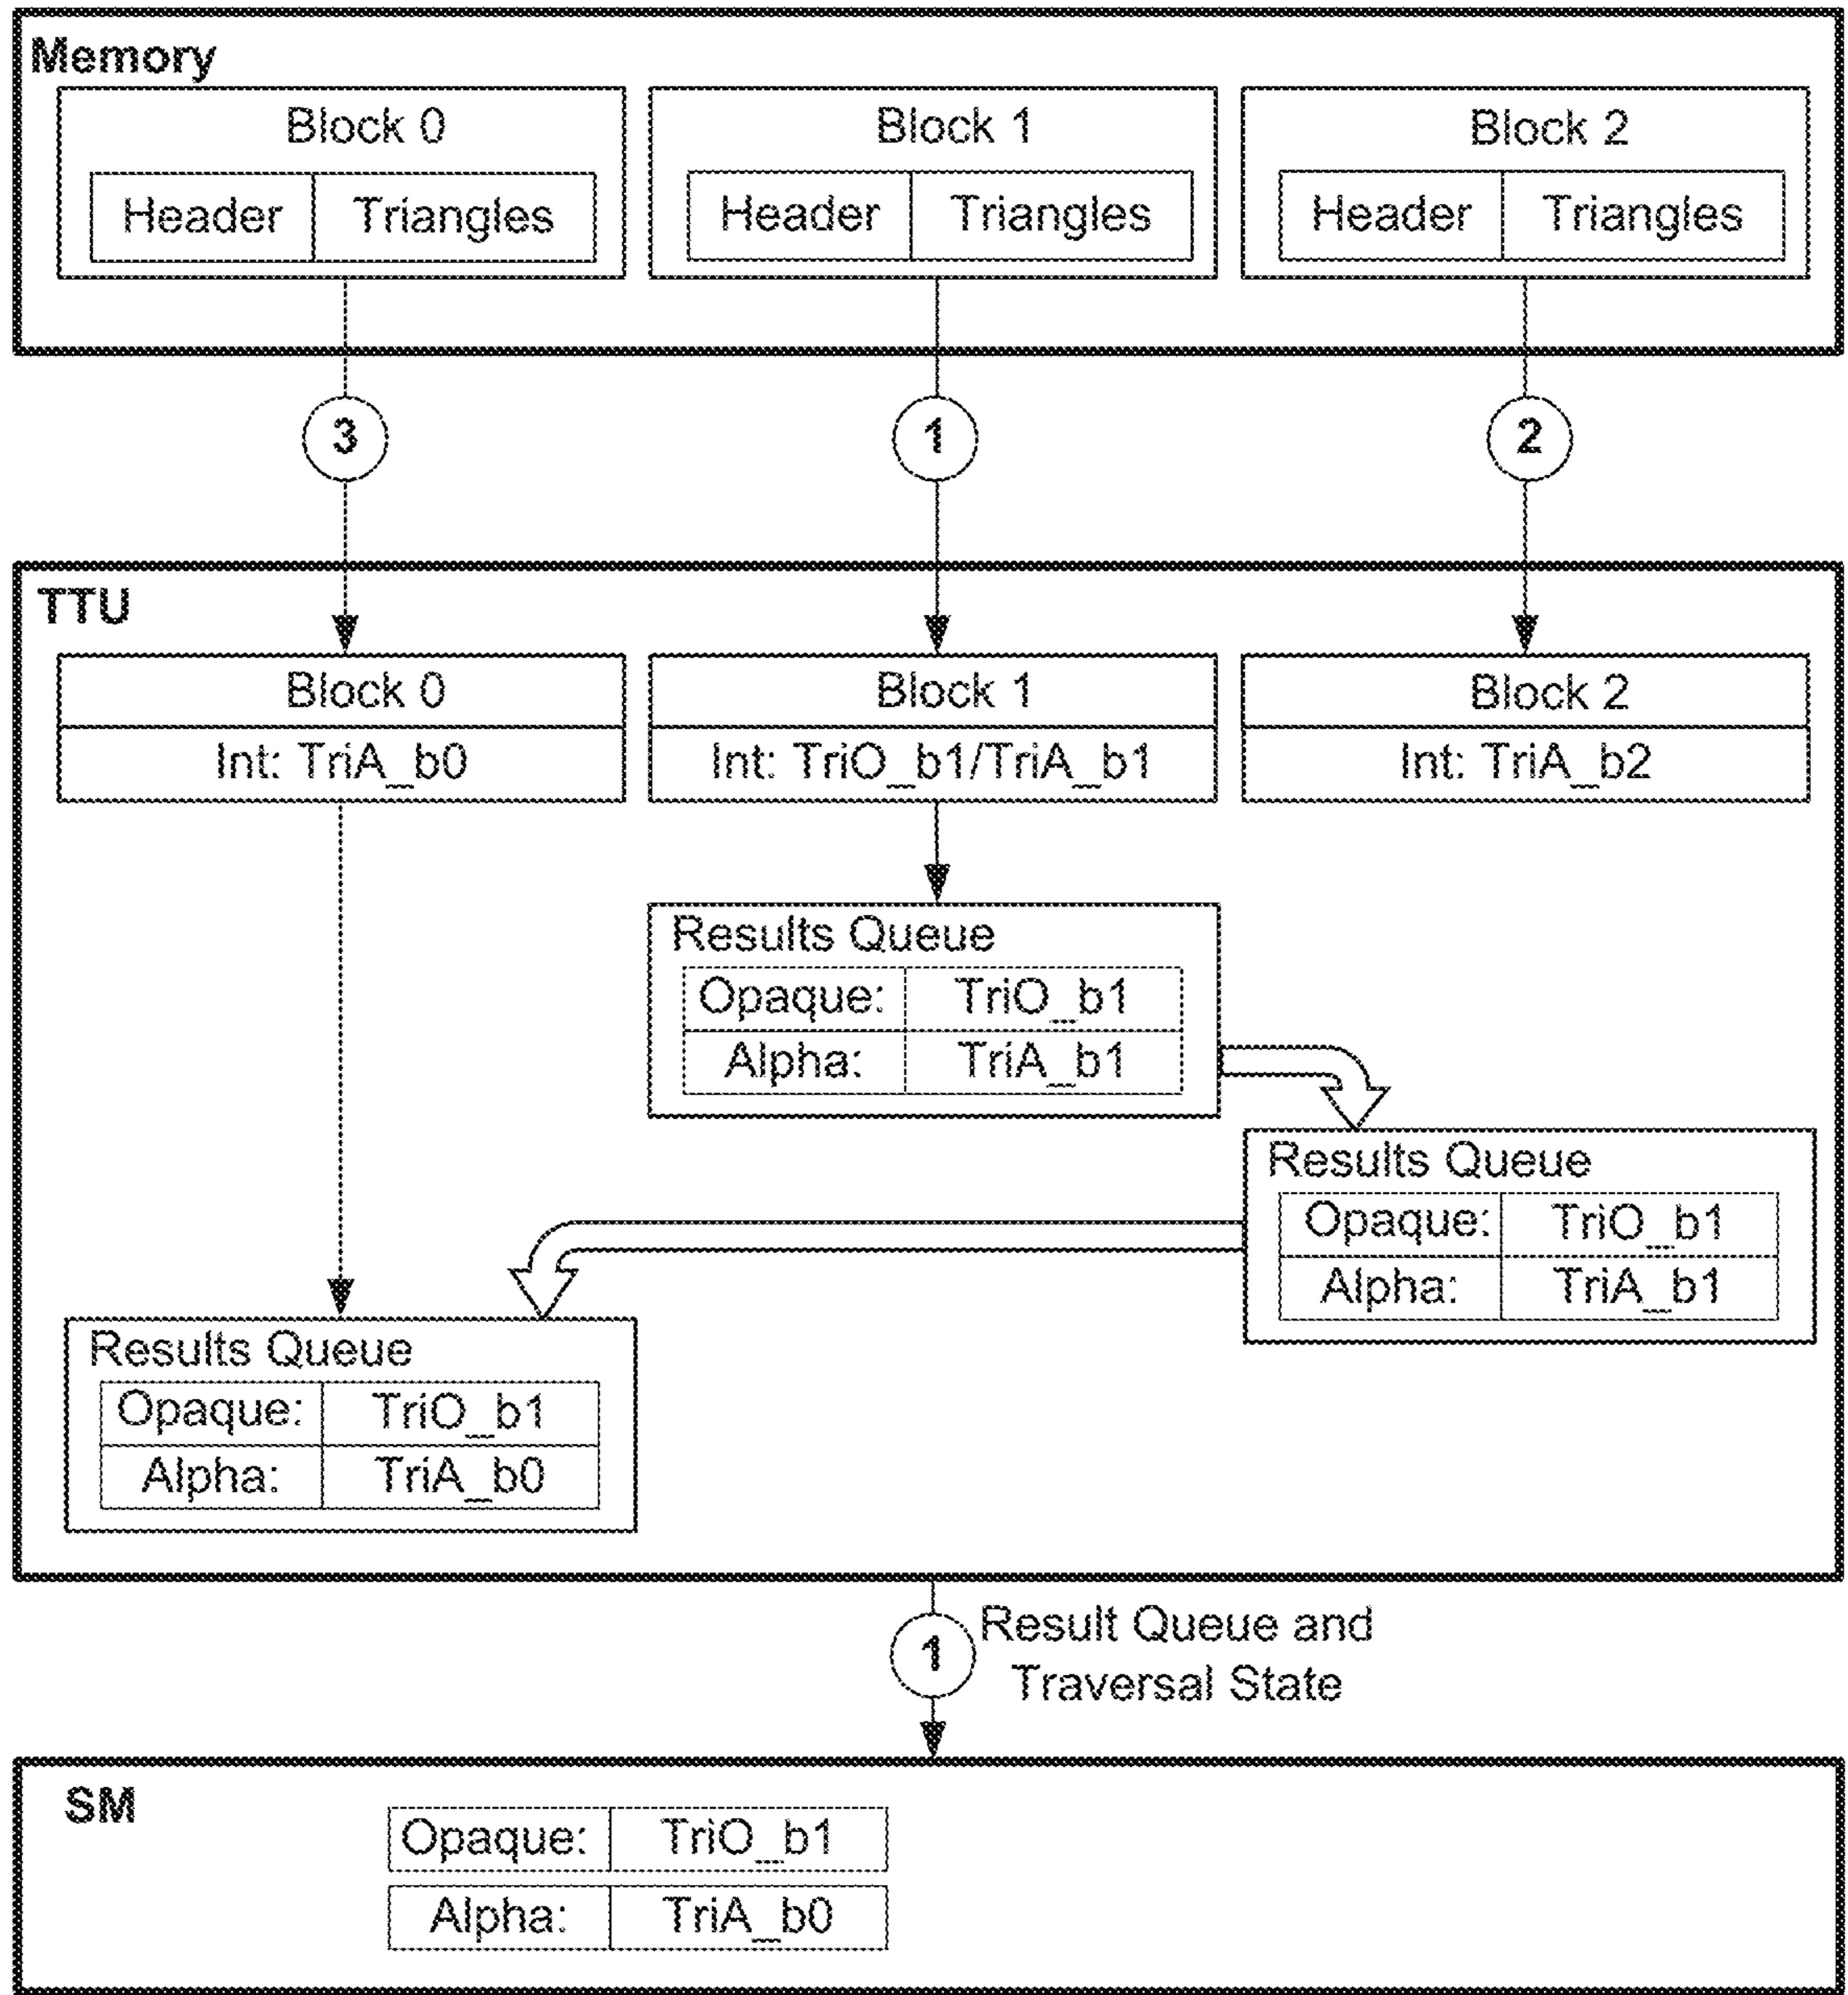 Memory
Block 0
Block 1
Block 2
Header Triangles
Header Triangles
Header Triangles
3
1
2
TTU
Block 0
Block 1
Block 2
Int: TriA_b0
Int: TriO_b1/TriA_b1
Int: TriA_b2
Results Queue
Opaque: TriO_b1
Alpha: TriA_b1
Results Queue
Opaque: TriO_b1
Alpha: TriA_b1
Results Queue
Opaque: TriO_b1
Alpha: TriA_b0
1
Result Queue and
Traversal State
SM
Opaque: TriO_b1
Alpha: TriA_b0